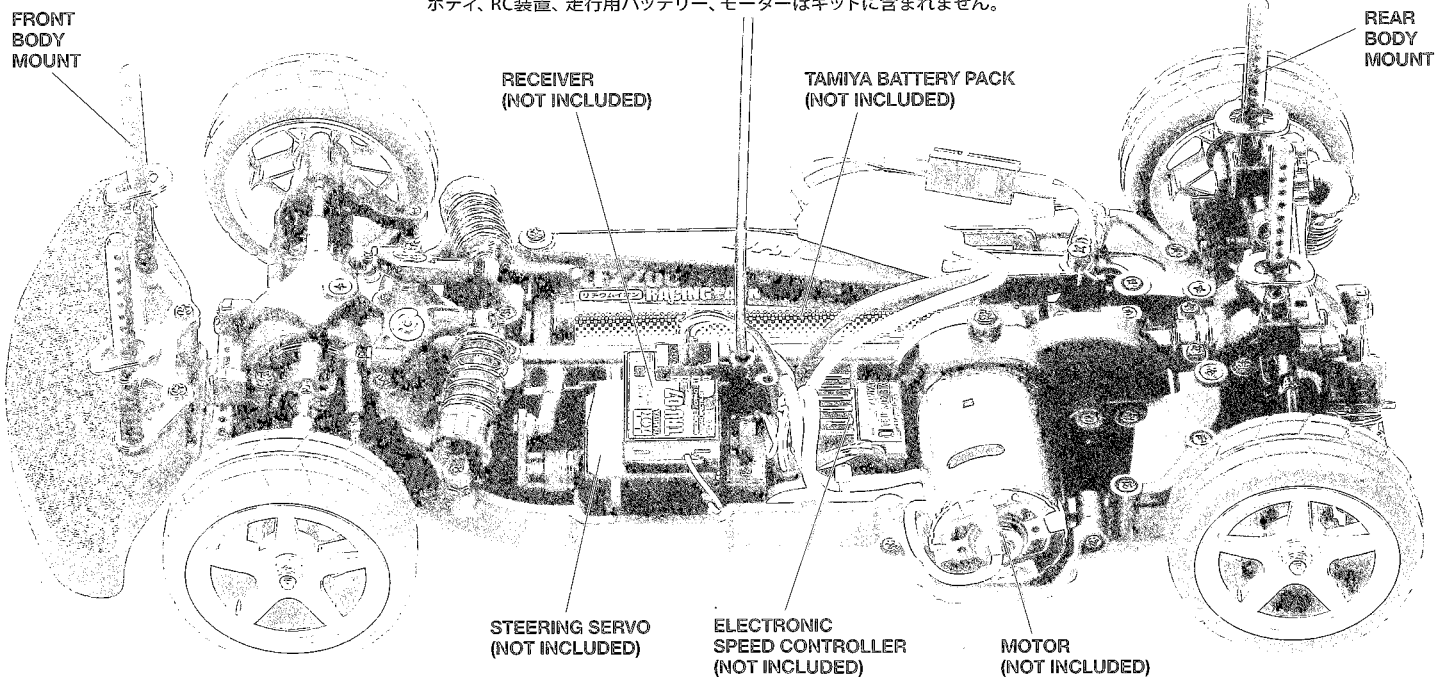 ボディ、RC装置、走行用バッテリー、モーターはキットに含まれません。
FRONT
BODY
MOUNT
REAR
BODY
MOUNT
RECEIVER
(NOT INCLUDED)
TAMIYA BATTERY PACK
(NOT INCLUDED)
RACING
STEERING SERVO
(NOT INCLUDED)
ELECTRONIC
SPEED CONTROLLER
(NOT INCLUDED)
MOTOR
(NOT INCLUDED)